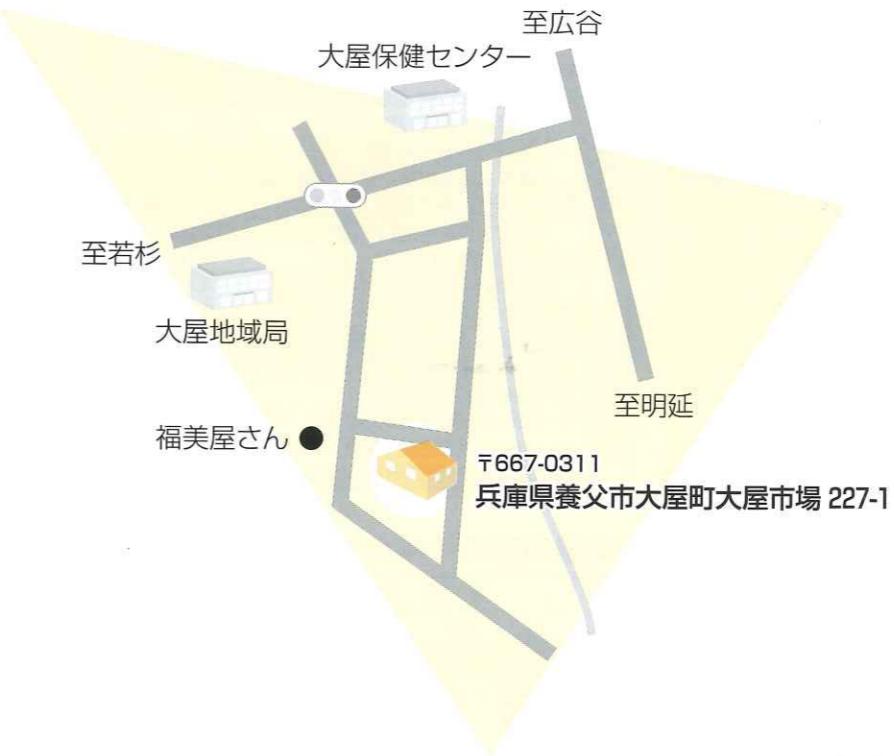 至広谷
大屋保健センター
至若杉
大屋地域局
至明延
福美屋さん
〒667-0311
兵庫県養父市大屋町大屋市場 227-1